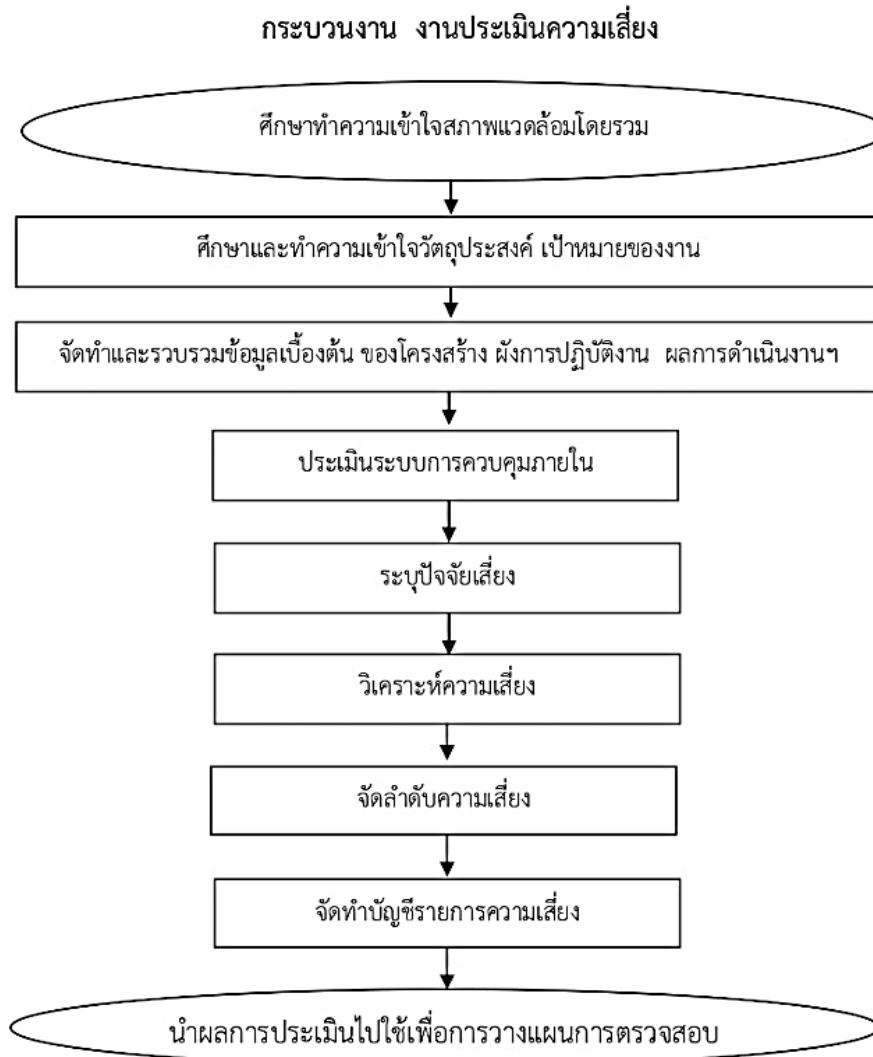 กระบวนงาน งานประเมินความเสี่ยง
ศึกษาทำความเข้าใจสภาพแวดล้อมโดยรวม
ศึกษาและทำความเข้าใจวัตถุประสงค์ เป้าหมายของงาน
จัดทำและรวบรวมข้อมูลเบื้องต้น ของโครงสร้าง ผังการปฏิบัติงาน ผลการดำเนินงานฯ
ประเมินระบบการควบคุมภายใน
ระบุปัจจัยเสี่ยง
วิเคราะห์ความเสี่ยง
จัดลำดับความเสี่ยง
จัดทำบัญชีรายการความเสี่ยง
นำผลการประเมินไปใช้เพื่อการวางแผนการตรวจสอบ